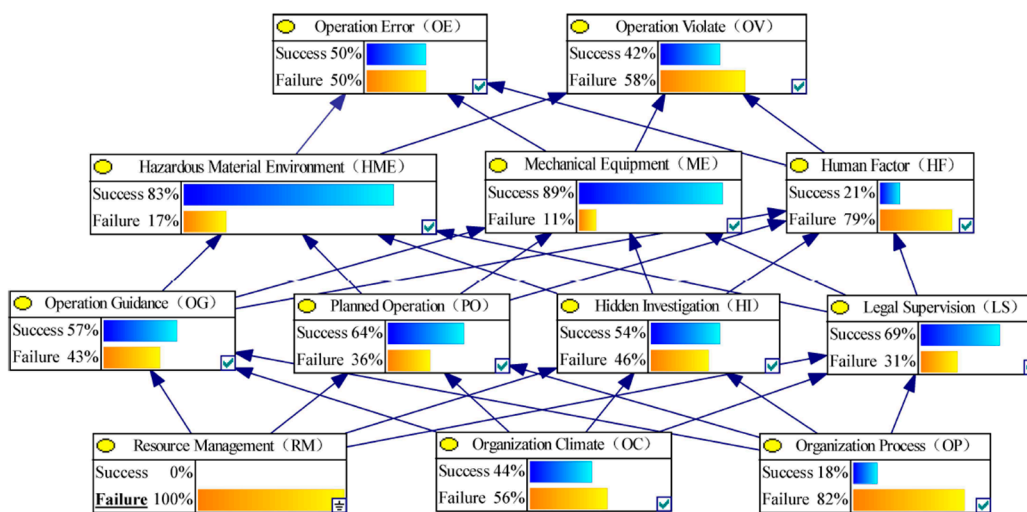 Operation Error（OE）
Success 50%
Failure 50%
Operation Violate（OV）
Success 42%
Failure 58%
Hazardous Material Environment（HME）
Success 83%
Failure 17%
Mechanical Equipment（ME）
Success 89%
Failure 11%
Human Factor（HF）
Success 21%
Failure 79%
Operation Guidance（OG）
Success 57%
Failure 43%
Planned Operation（PO）
Success 64%
Failure 36%
Hidden Investigation（HI）
Success 54%
Failure 46%
Legal Supervision（LS）
Success 69%
Failure 31%
Resource Management（RM）
Success 0%
Failure 100%
Organization Climate（OC）
Success 44%
Failure 56%
Organization Process（OP）
Success 18%
Failure 82%